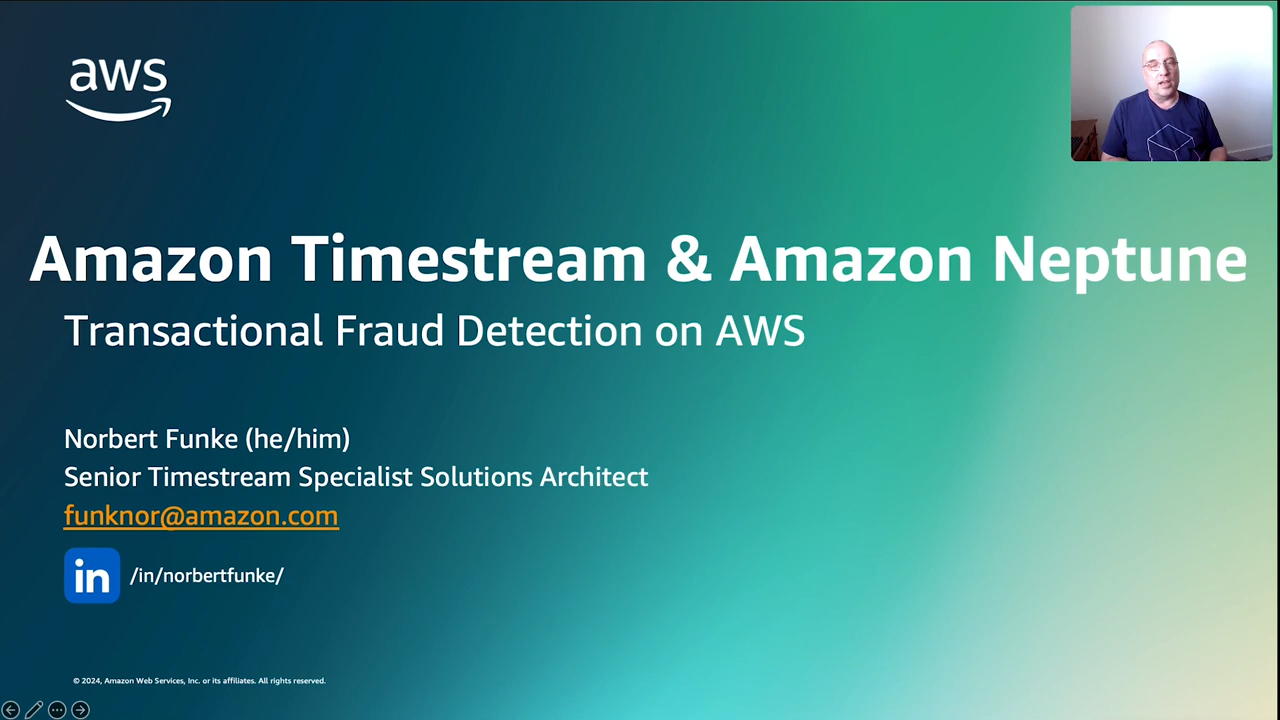 aws
Amazon Timestream & Amazon Neptune
Transactional Fraud Detection on AWS
Norbert Funke (he/him)
Senior Timestream Specialist Solutions Architect
funknor@amazon.com
in /in/norbertfunke/
© 2024, Amazon Web Services, Inc. or its affiliates. All rights reserved.